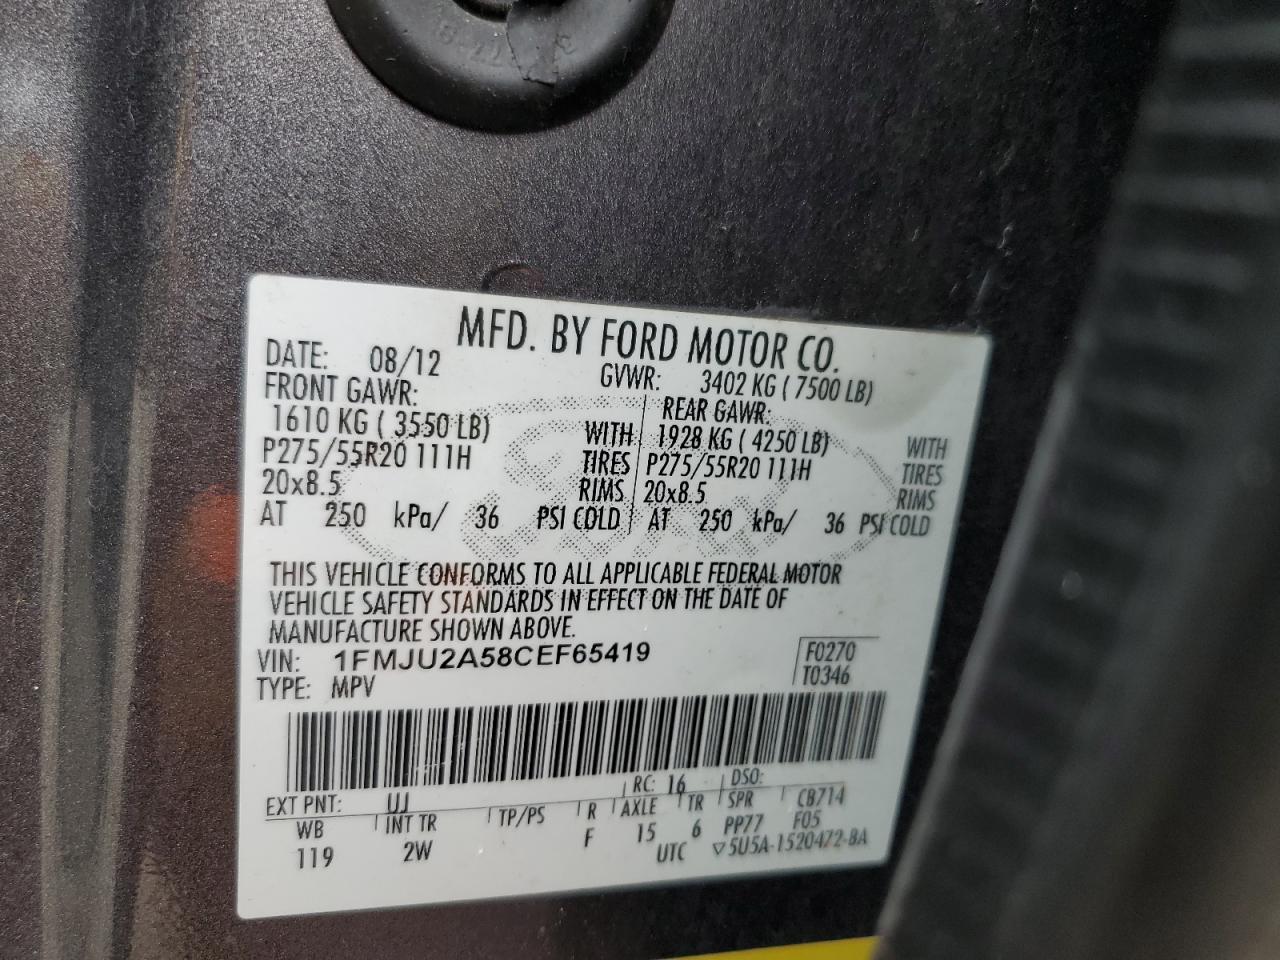 MFD. BY FORD MOTOR CO.
DATE: 08/12 GVWR: 3402 KG ( 7500 LB)
FRONT GAWR: REAR GAWR:
1610 KG ( 3550 LB) WITH 1928 KG ( 4250 LB) WITH
P275/55R20 111H TIRES P275/55R20 111H TIRES
20x8.5 RIMS 20x8.5 RIMS
AT 250 kPa/ 36 PSI COLD AT 250 kPa/ 36 PSI COLD
THIS VEHICLE CONFORMS TO ALL APPLICABLE FEDERAL MOTOR
VEHICLE SAFETY STANDARDS IN EFFECT ON THE DATE OF
MANUFACTURE SHOWN ABOVE.
VIN: 1FMJU2A58CEF65419 F0270
TYPE: MPV T0346
EXT PNT: UJ RC: 16 DSO:
WB INT TR TP/PS R AXLE TR SPR CB714
119 2W F 15 6 PP77 F05
UTC ▽5U5A-1520472-BA